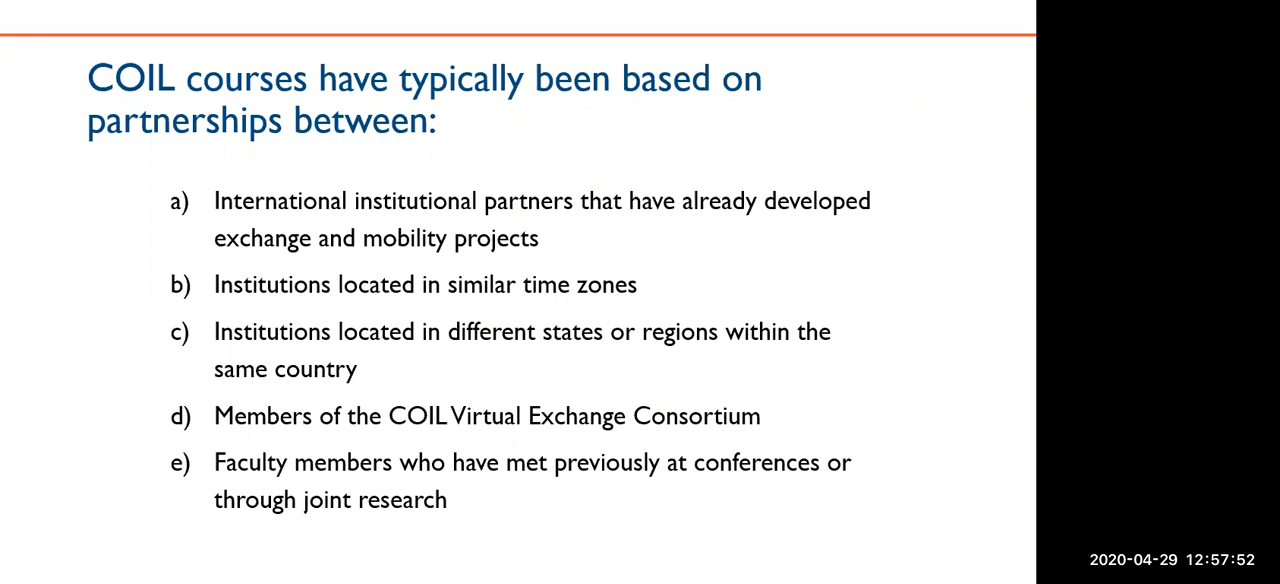 COIL courses have typically been based on
partnerships between:
a) International institutional partners that have already developed
exchange and mobility projects
b) Institutions located in similar time zones
c) Institutions located in different states or regions within the
same country
d) Members of the COIL Virtual Exchange Consortium
e) Faculty members who have met previously at conferences or
through joint research
2020-04-29 12:57:52